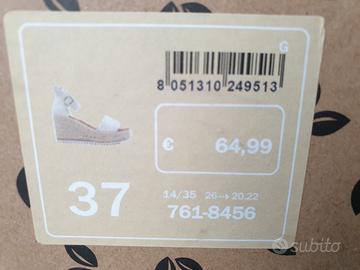 G
8 051310 249513
€ 64,99
37
14/35 26→20.22
761-8456
subito